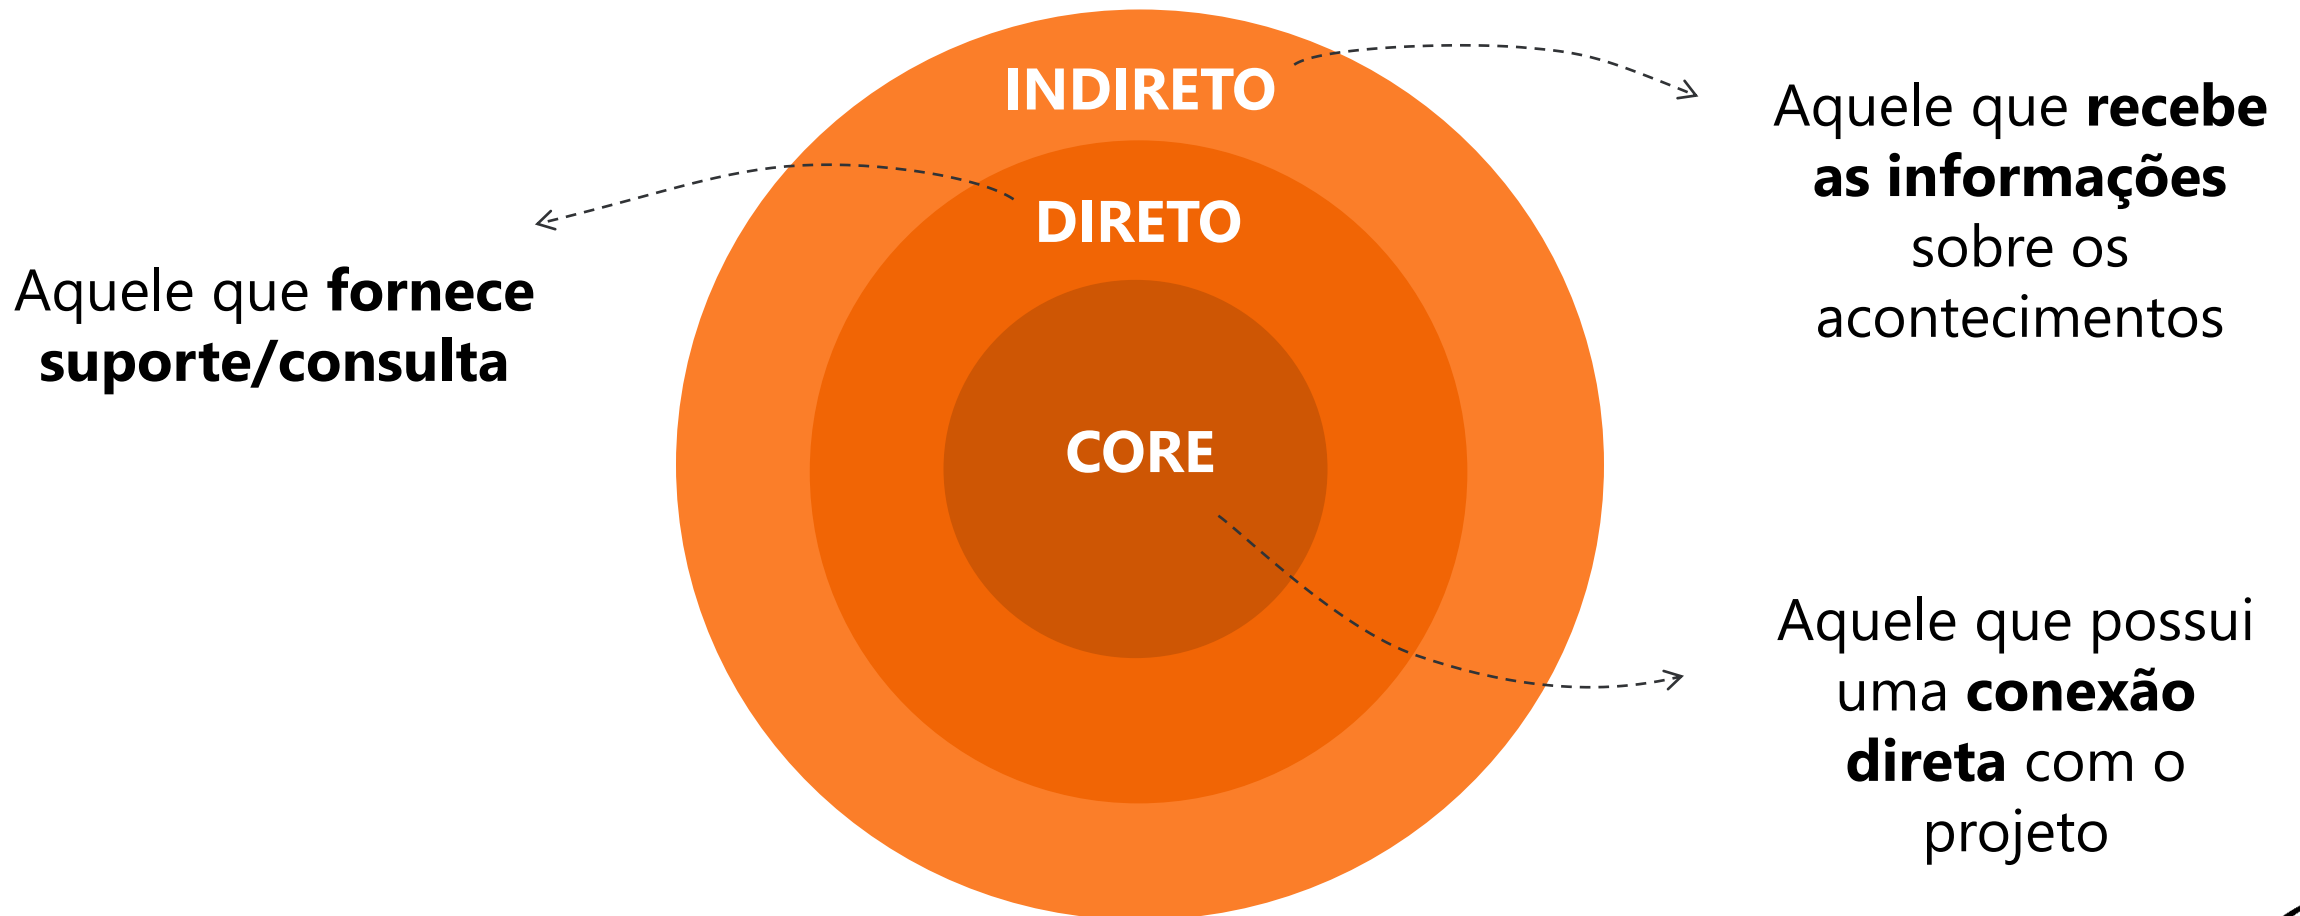 INDIRETO
Aquele que recebe
as informações
sobre os
acontecimentos
DIRETO
Aquele que fornece
suporte/consulta
CORE
Aquele que possui
uma conexão
direta com o
projeto